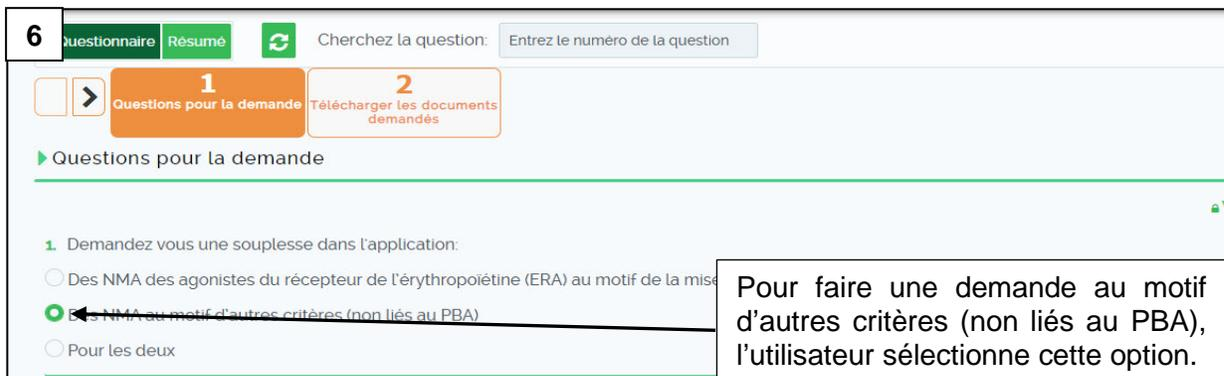 6
Questionnaire Résumé Cherchez la question: Entrez le numéro de la question
1
Questions pour la demande
2
Télécharger les documents
demandés
Questions pour la demande
1. Demandez vous une souplesse dans l'application:
Des NMA des agonistes du récepteur de l'érythropoïétine (ERA) au motif de la mise
Des NMA au motif d'autres critères (non liés au PBA)
Pour les deux
Pour faire une demande au motif
d'autres critères (non liés au PBA),
l'utilisateur sélectionne cette option.